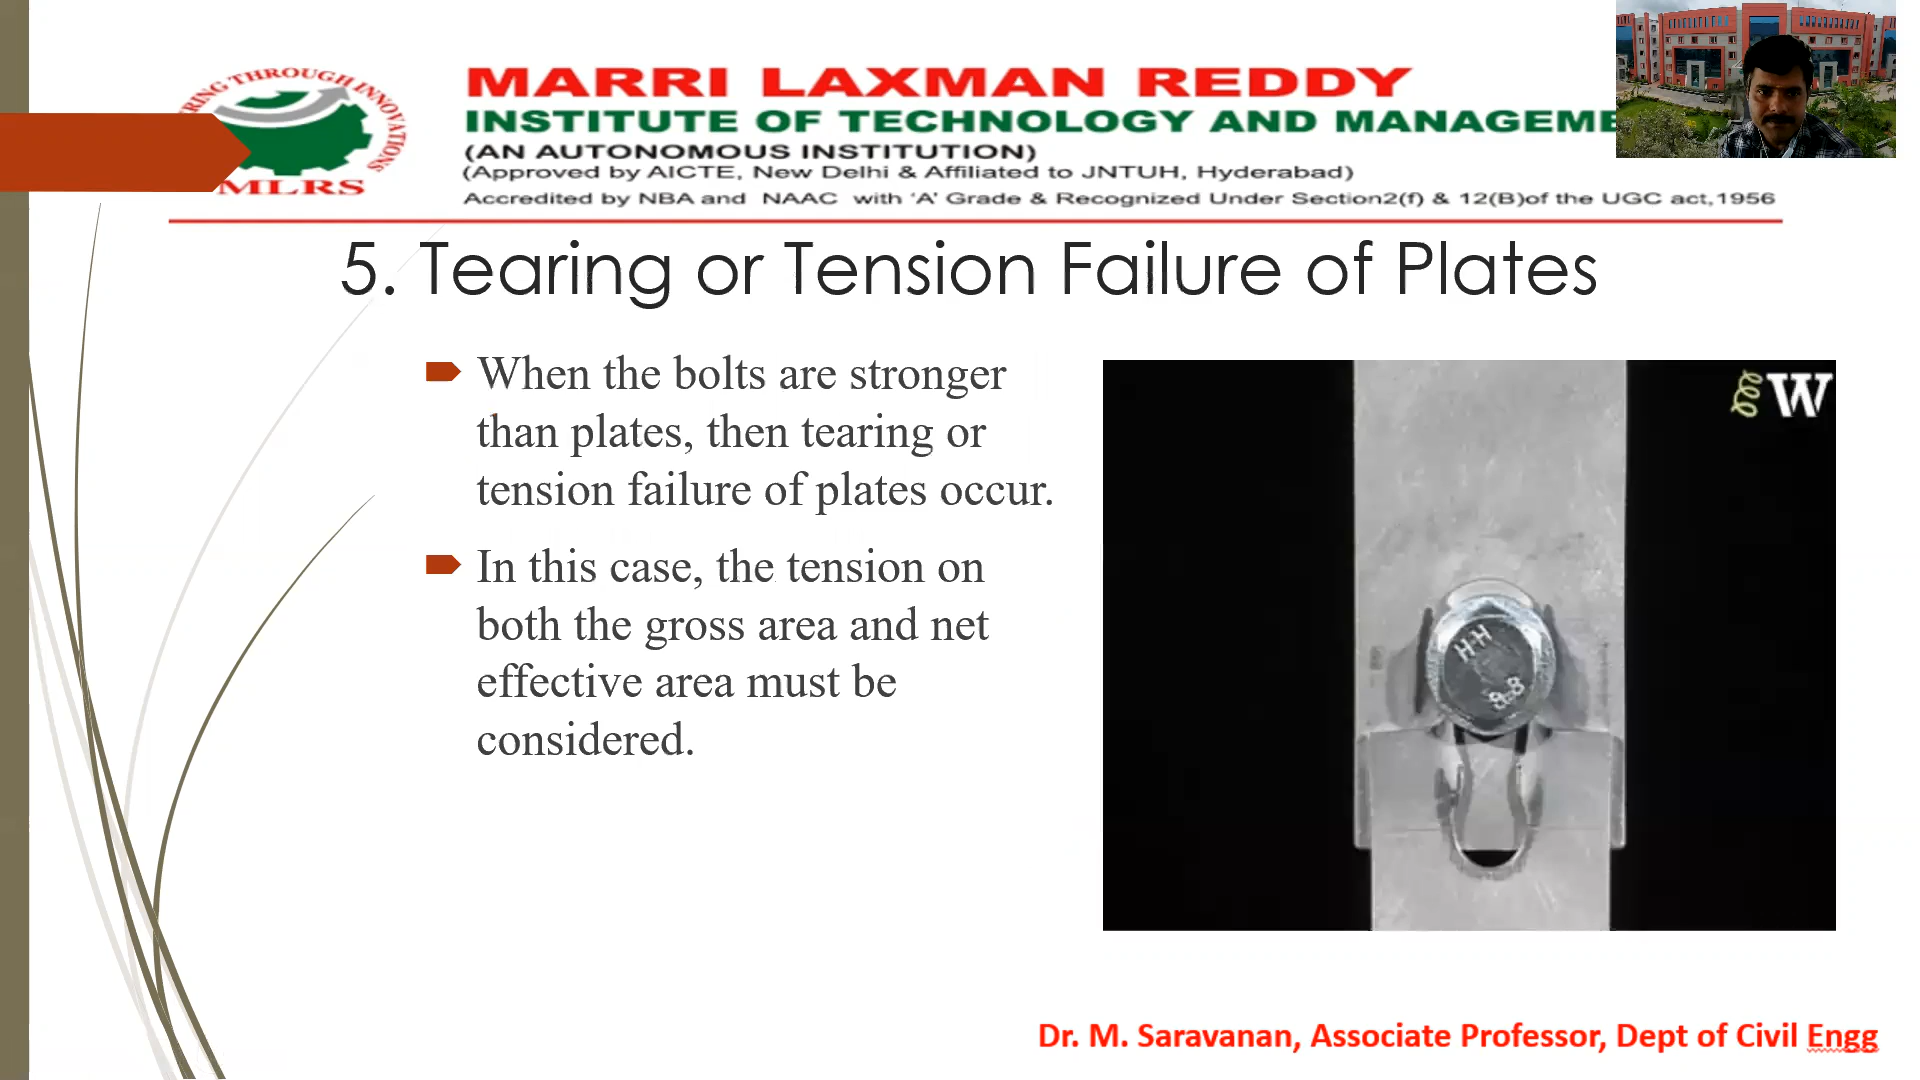 RING THROUGH INNOVATIONS
MLRS
MARRI LAXMAN REDDY
INSTITUTE OF TECHNOLOGY AND MANAGEME
(AN AUTONOMOUS INSTITUTION)
(Approved by AICTE, New Delhi & Affiliated to JNTUH, Hyderabad)
Accredited by NBA and NAAC with 'A' Grade & Recognized Under Section2(f) & 12(B)of the UGC act,1956
5. Tearing or Tension Failure of Plates
When the bolts are stronger
than plates, then tearing or
tension failure of plates occur.
In this case, the tension on
both the gross area and net
effective area must be
considered.
W
H-H
8.8
Dr. M. Saravanan, Associate Professor, Dept of Civil Engg